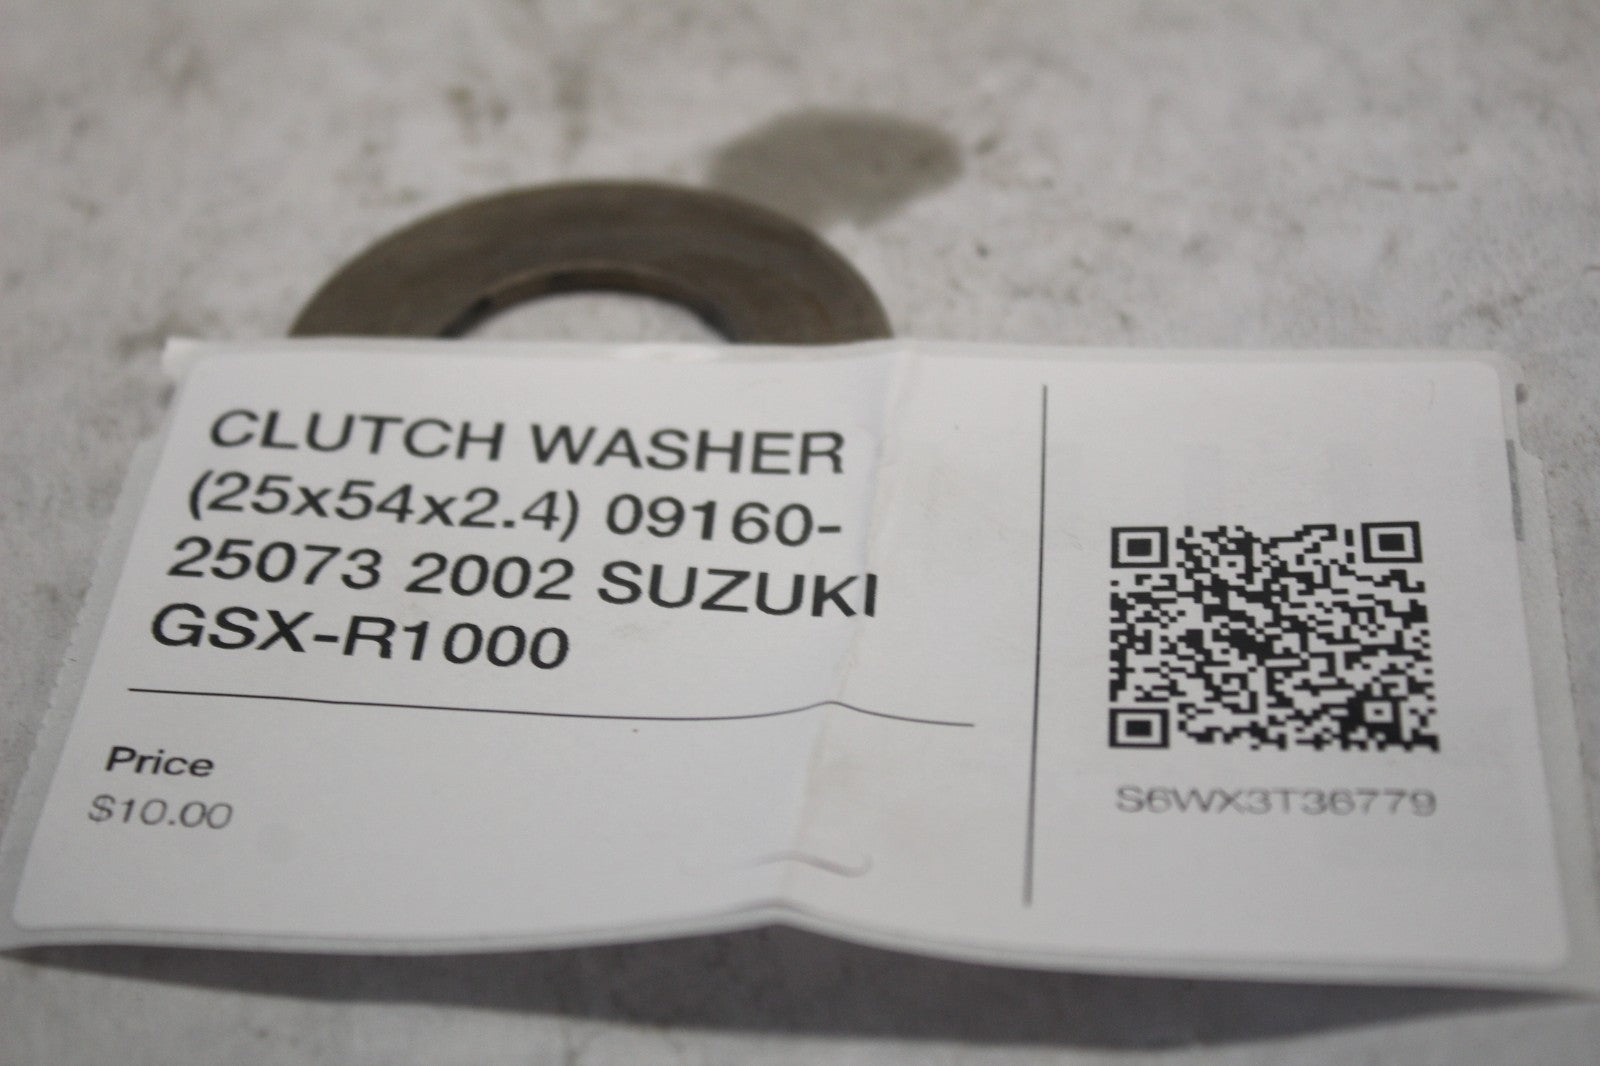 CLUTCH WASHER
(25x54x2.4) 09160-
25073 2002 SUZUKI
GSX-R1000
Price
$10.00
S6WX3T36779